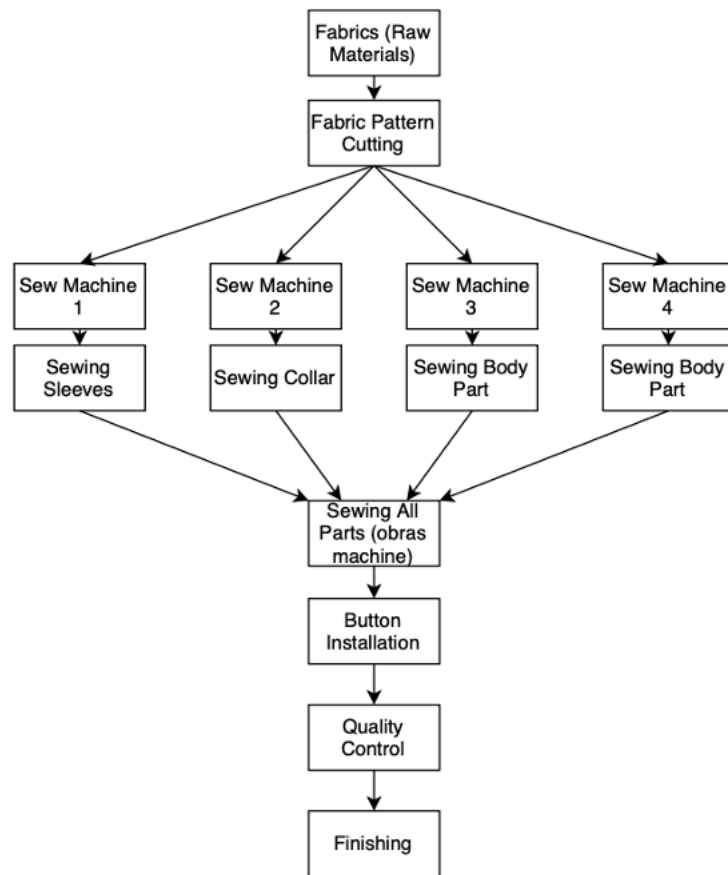 Fabrics (Raw
Materials)
Fabric Pattern
Cutting
Sew Machine
1
Sew Machine
2
Sew Machine
3
Sew Machine
4
Sewing
Sleeves
Sewing Collar
Sewing Body
Part
Sewing Body
Part
Sewing All
Parts (obras
machine)
Button
Installation
Quality
Control
Finishing